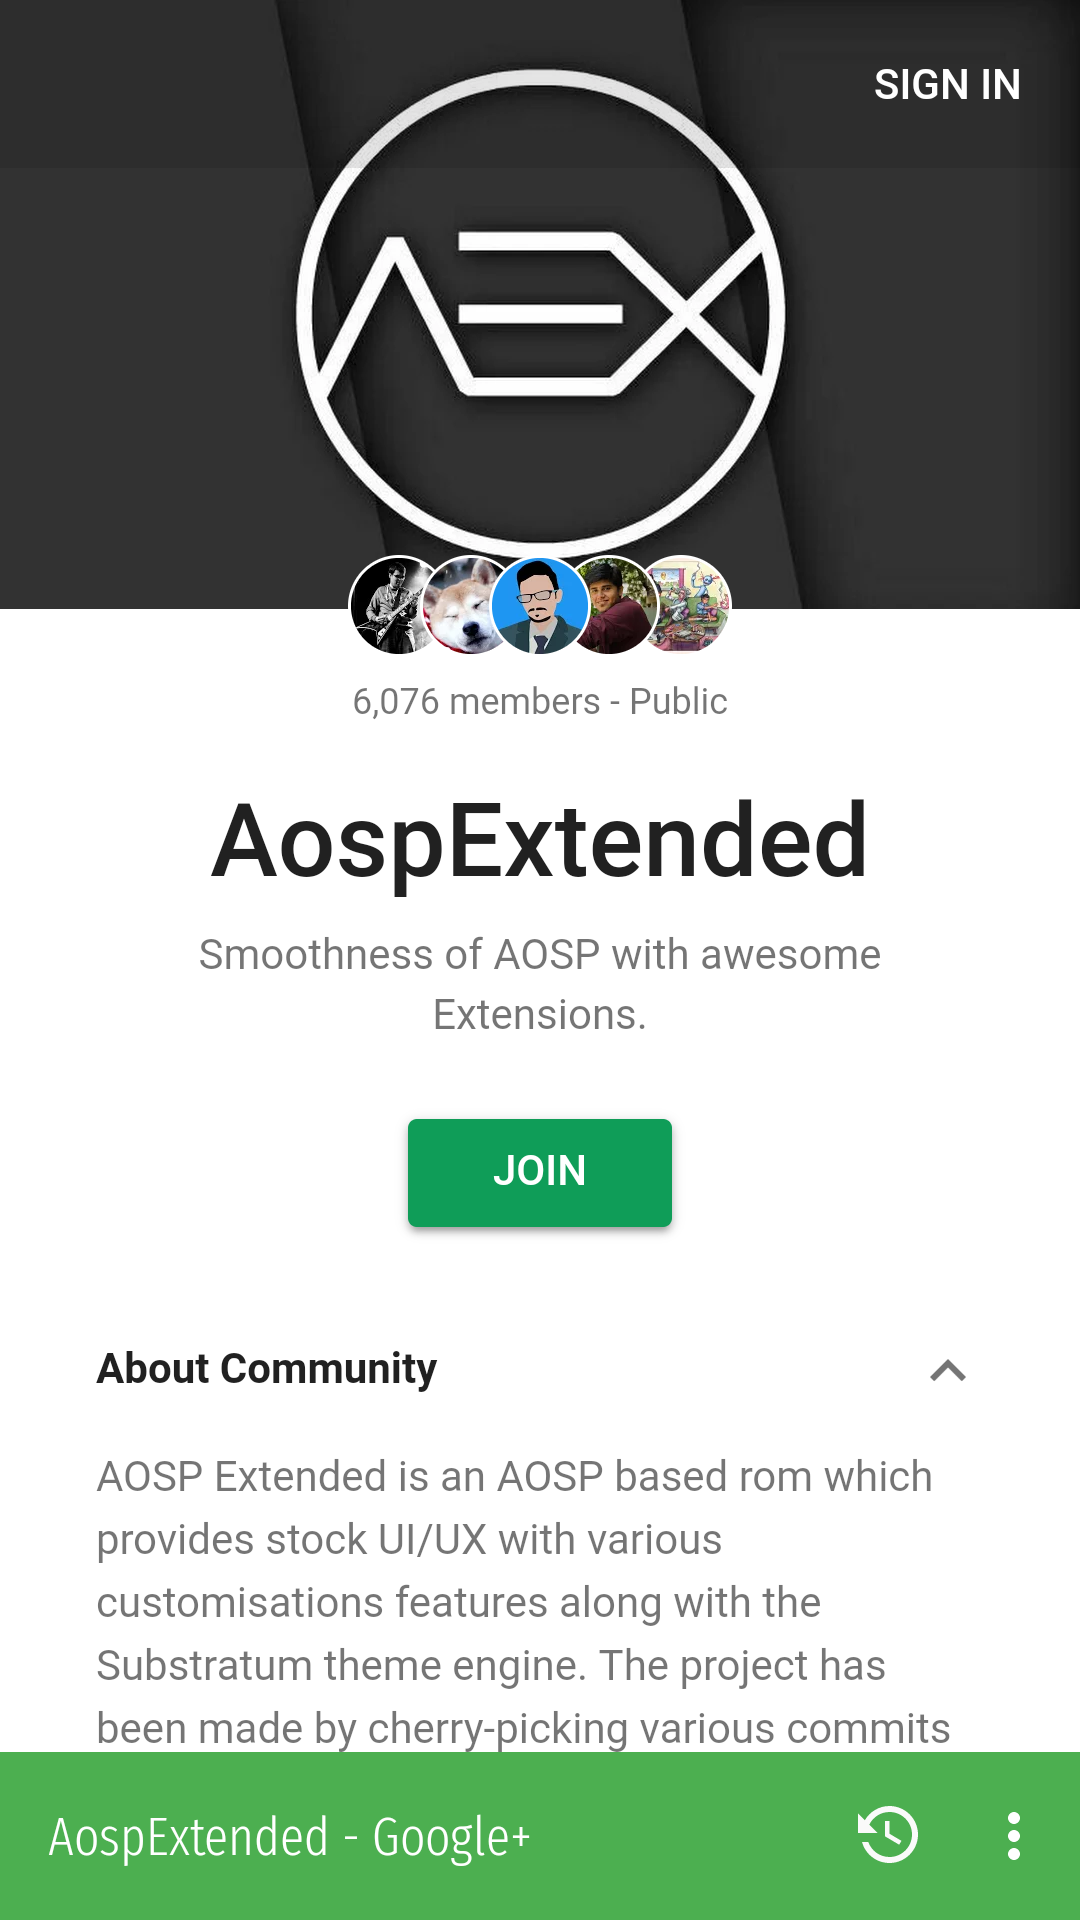 SIGN IN
AEX
6,076 members - Public
AospExtended
Smoothness of AOSP with awesome
Extensions.
JOIN
About Community
AOSP Extended is an AOSP based rom which
provides stock UI/UX with various
customisations features along with the
Substratum theme engine. The project has
been made by cherry-picking various commits
AospExtended - Google+